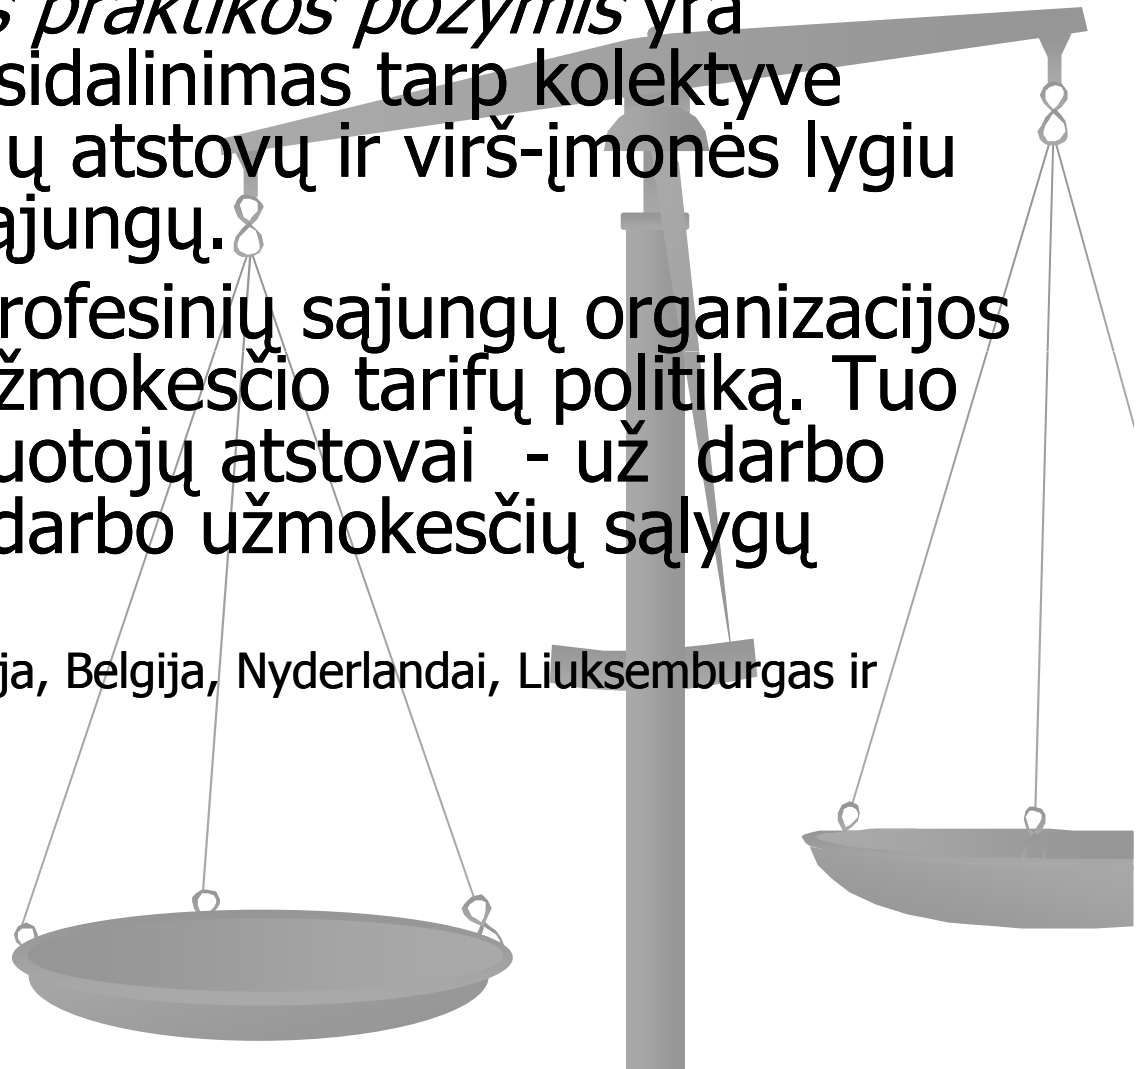 s praktikos požymis yra
sidalinimas tarp kolektyve
ų atstovų ir virš-įmonės lygiu
ąjungų.
rofesinių sąjungų organizacijos
žmokesčio tarifų politiką. Tuo
uotojų atstovai - už darbo
darbo užmokesčių sąlygų
ja, Belgija, Nyderlandai, Liuksemburgas ir